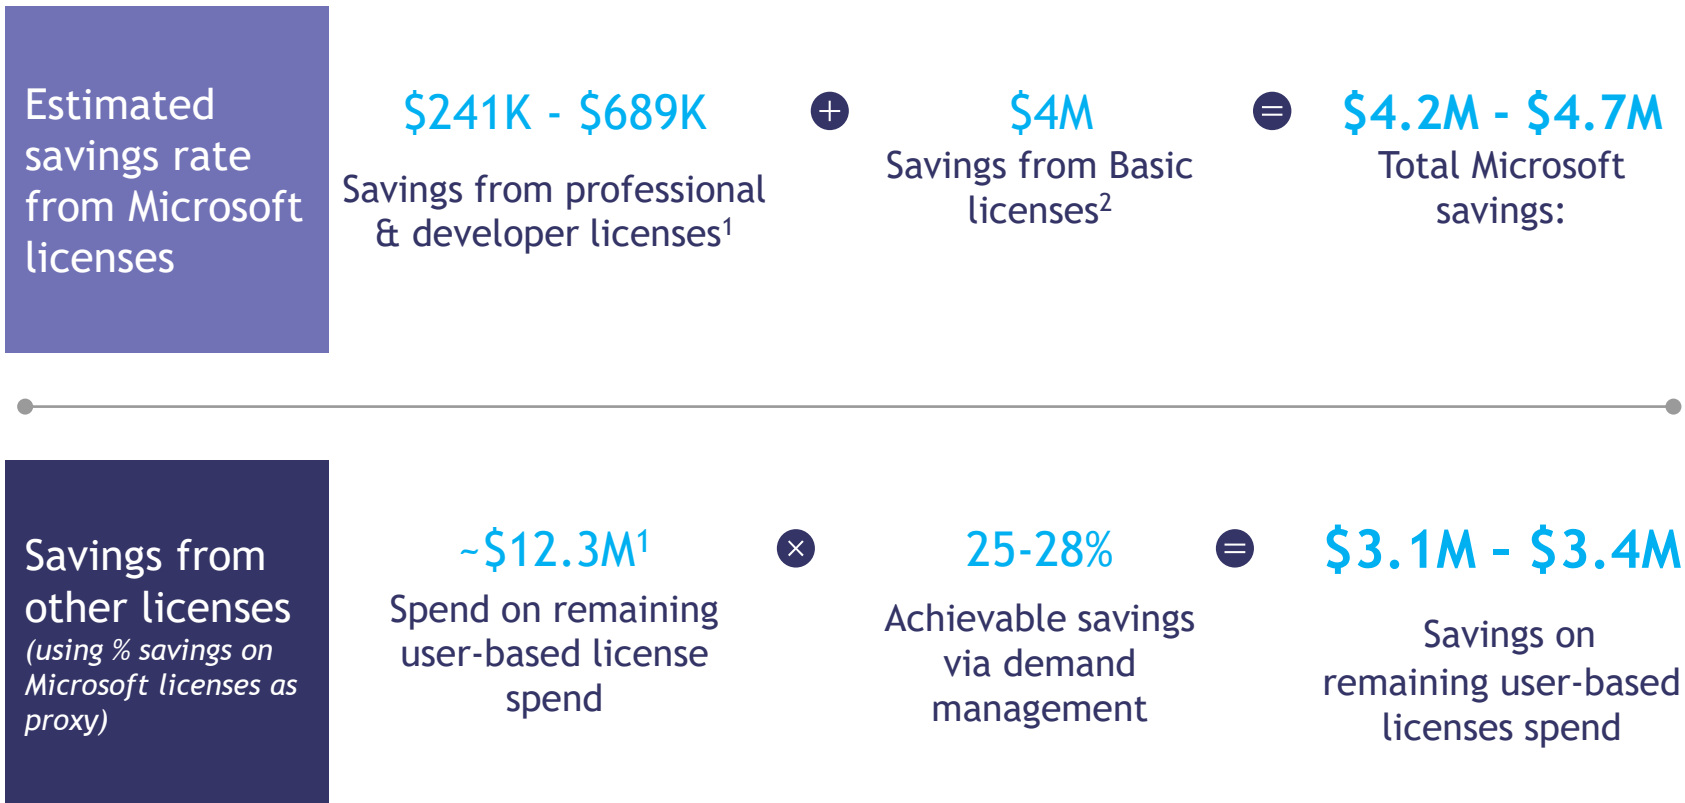 Estimated
savings rate
from Microsoft
licenses
$241K - $689K
Savings from professional
& developer licenses¹
+
$4M
Savings from Basic
licenses²
=
$4.2M - $4.7M
Total Microsoft
savings:
Savings from
other licenses
(using % savings on
Microsoft licenses as
proxy)
~$12.3M¹
Spend on remaining
user-based license
spend
×
25-28%
Achievable savings
via demand
management
=
$3.1M – $3.4M
Savings on
remaining user-based
licenses spend